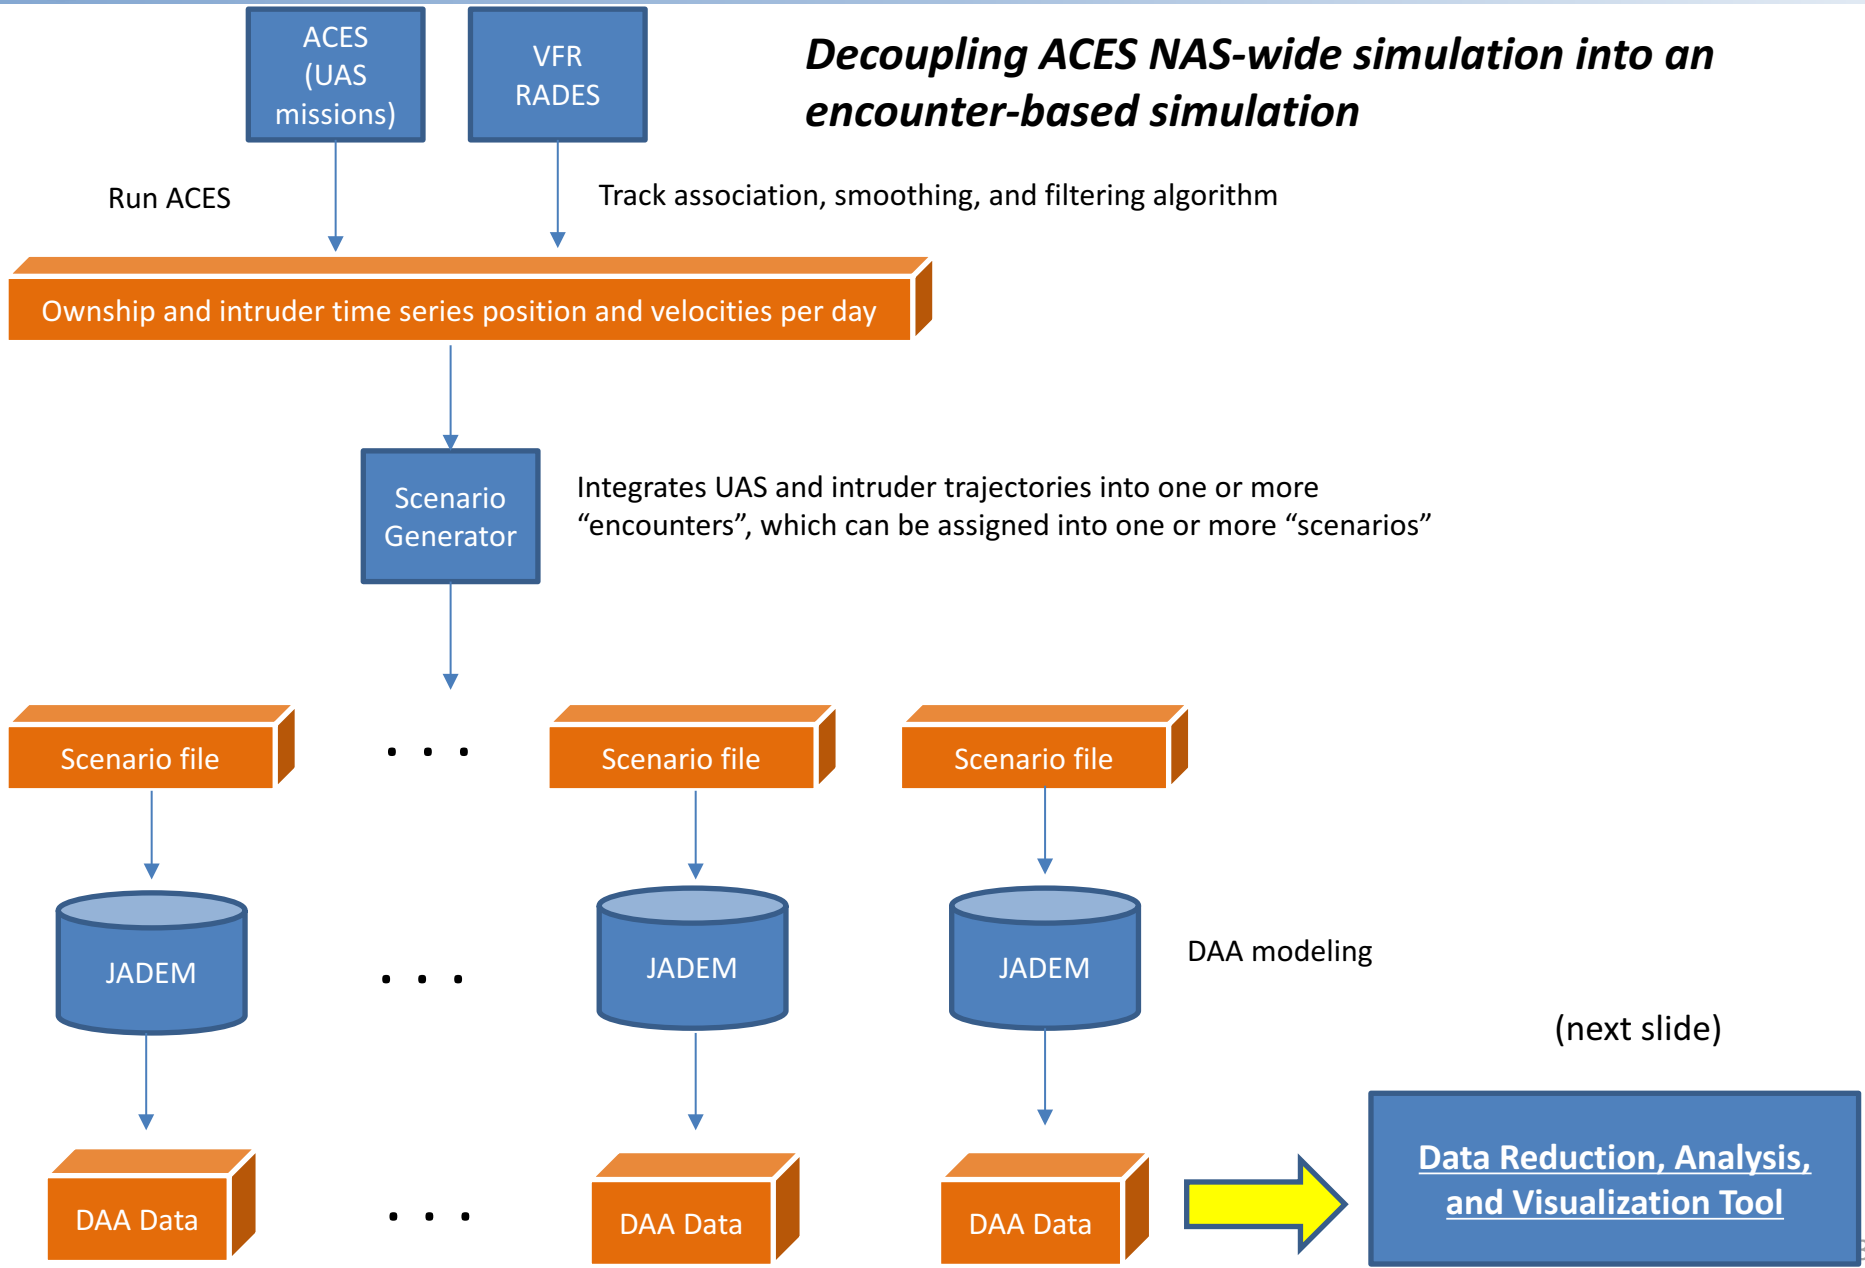 ACES
(UAS
missions)
VFR
RADES
Decoupling ACES NAS-wide simulation into an
encounter-based simulation
Run ACES
Track association, smoothing, and filtering algorithm
Ownship and intruder time series position and velocities per day
Scenario
Generator
Integrates UAS and intruder trajectories into one or more
“encounters”, which can be assigned into one or more “scenarios”
Scenario file
. . .
Scenario file
Scenario file
JADEM
. . .
JADEM
JADEM
DAA modeling
(next slide)
DAA Data
. . .
DAA Data
DAA Data
Data Reduction, Analysis,
and Visualization Tool